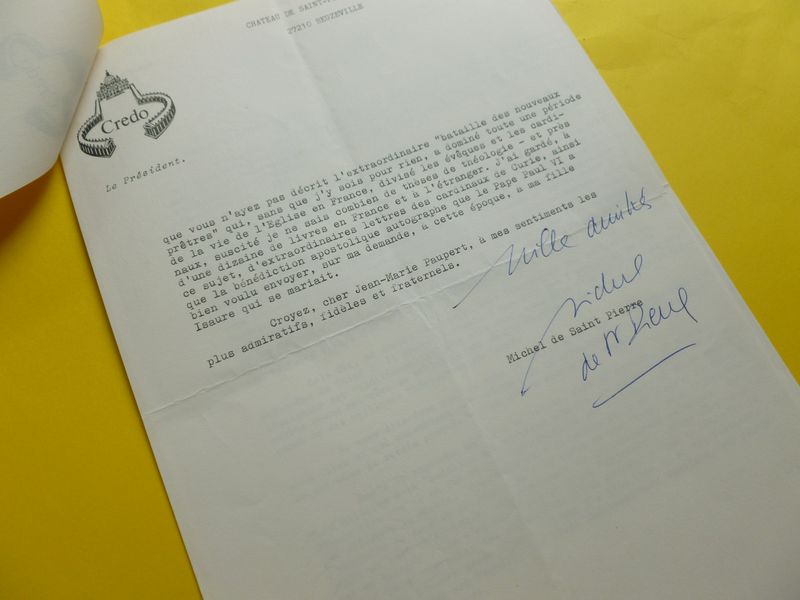 CHATEAU DE SAINT-
27210 BEUZEVILLE
Credo
Le Président.
que vous n'ayez pas décrit l'extraordinaire "bataille des nouveaux
prêtres" qui, sans que j'y sois pour rien, a dominé toute une période
de la vie de l'Eglise en France, divisé les évêques et les cardi-
naux, suscité je ne sais combien de thèses de théologie - et près
d'une dizaine de livres en France et à l'étranger. J'ai gardé, à
ce sujet, d'extraordinaires lettres des cardinaux de Curie, ainsi
que la bénédiction apostolique autographe que le Pape Paul VI a
bien voulu envoyer, sur ma demande, à cette époque, à ma fille
Isaure qui se mariait.
Croyez, cher Jean-Marie Paupert, à mes sentiments les
plus admiratifs, fidèles et fraternels.
Mille amitiés
Michel
Michel de Saint Pierre
de St Pierre